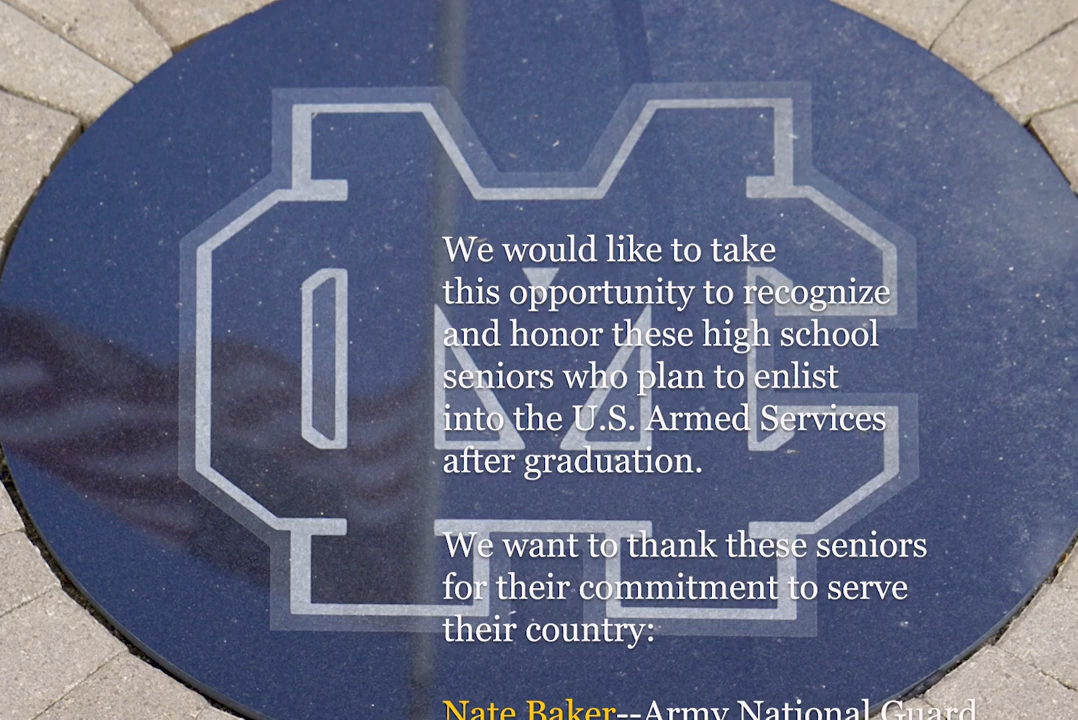 We would like to take
this opportunity to recognize
and honor these high school
seniors who plan to enlist
into the U.S. Armed Services
after graduation.
We want to thank these seniors
for their commitment to serve
their country:
Nate Baker--Army National Guard